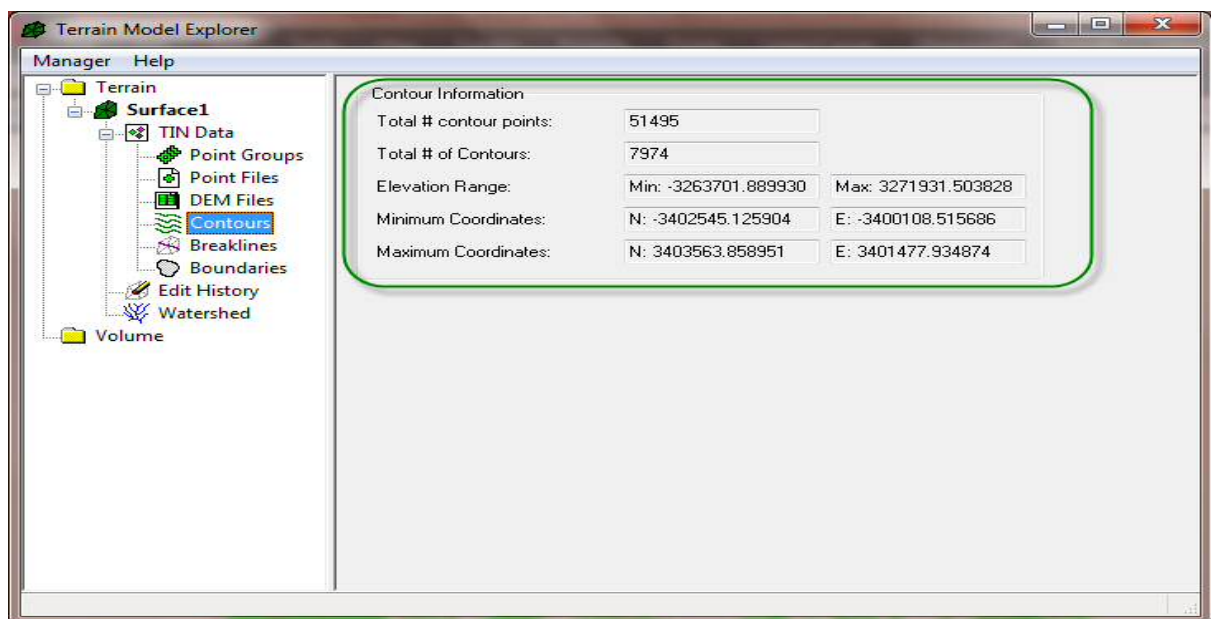 Terrain Model Explorer
Manager Help
Terrain
Surface1
TIN Data
Point Groups
Point Files
DEM Files
Contours
Breaklines
Boundaries
Edit History
Watershed
Volume
Contour Information
Total # contour points: 51495
Total # of Contours: 7974
Elevation Range: Min: -3263701.889930 Max: 3271931.503828
Minimum Coordinates: N: -3402545.125904 E: -3400108.515686
Maximum Coordinates: N: 3403563.858951 E: 3401477.934874